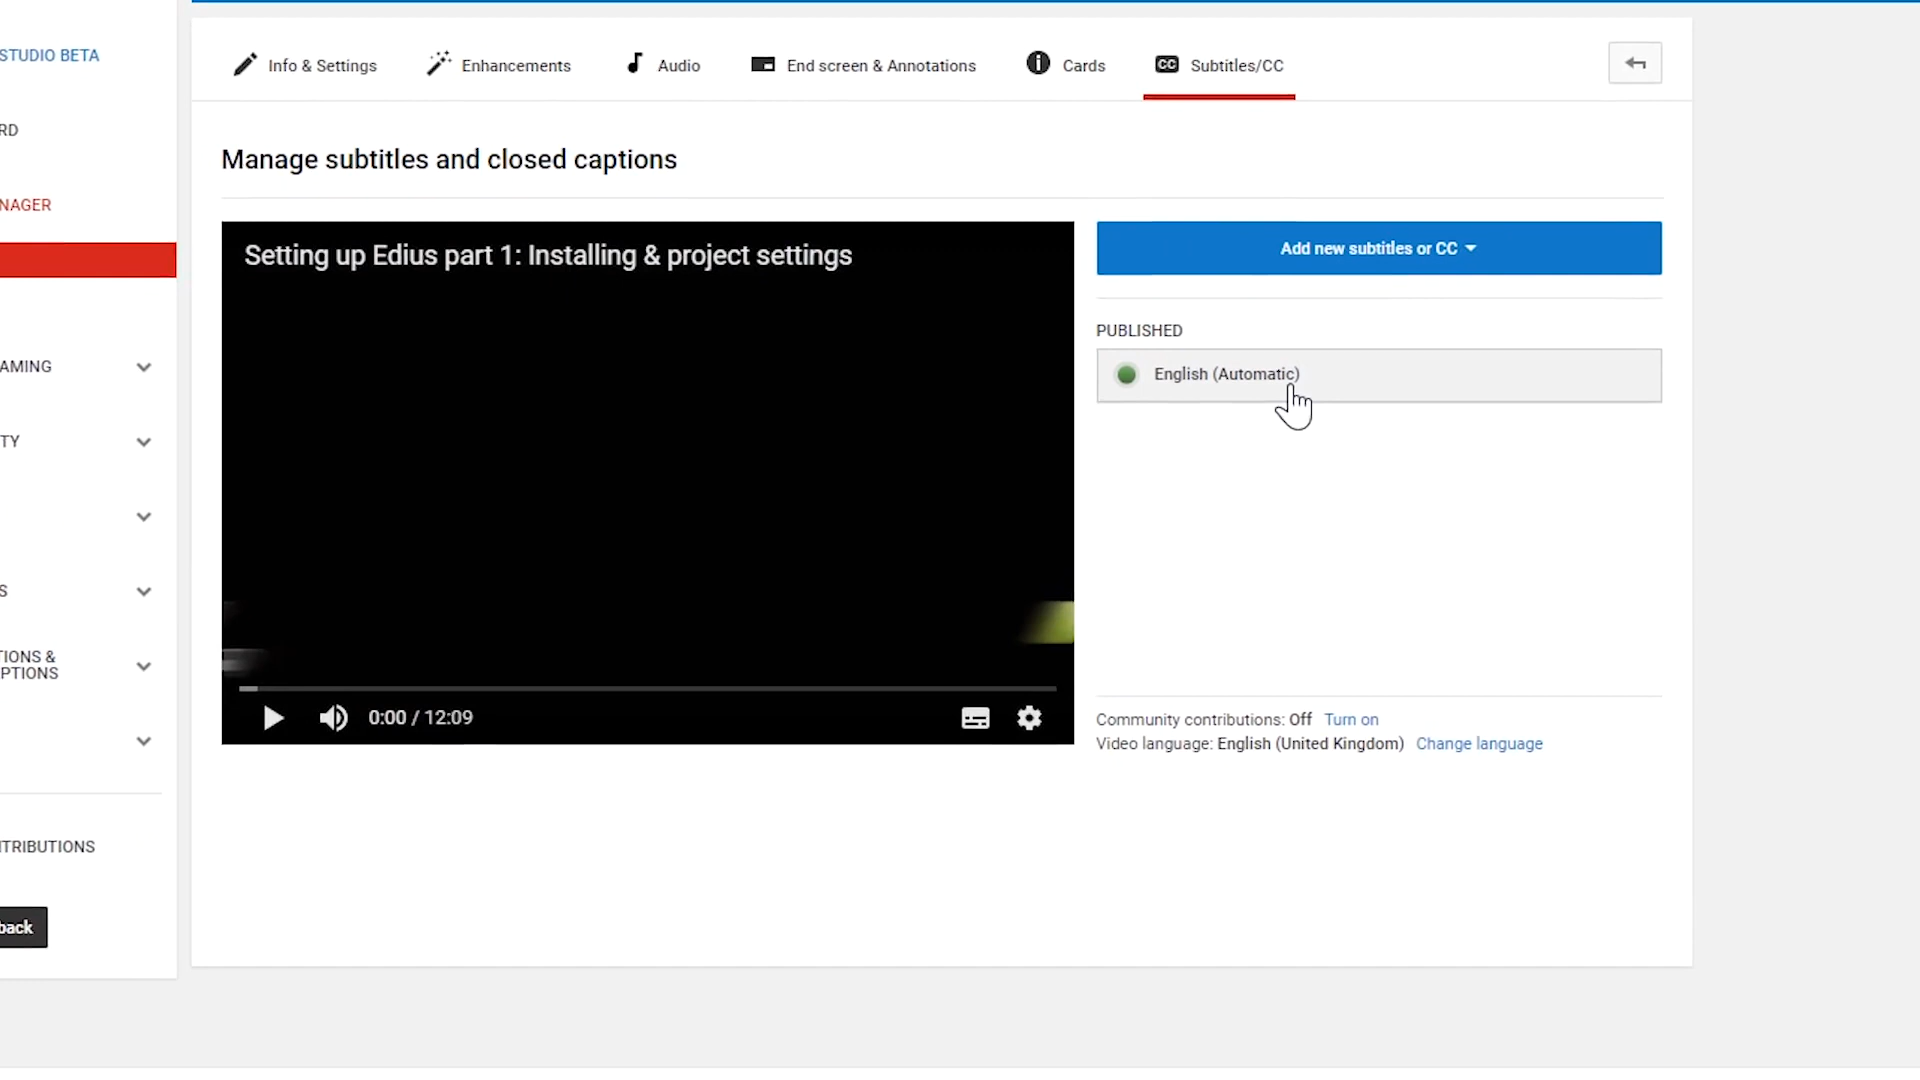 STUDIO BETA
RD
NAGER
AMING
TY
S
TIONS &
PTIONS
TRIBUTIONS
back
Info & Settings
Enhancements
Audio
End screen & Annotations
Cards
CC Subtitles/CC
Manage subtitles and closed captions
Setting up Edius part 1: Installing & project settings
0:00 / 12:09
Add new subtitles or CC
PUBLISHED
English (Automatic)
Community contributions: Off Turn on
Video language: English (United Kingdom) Change language